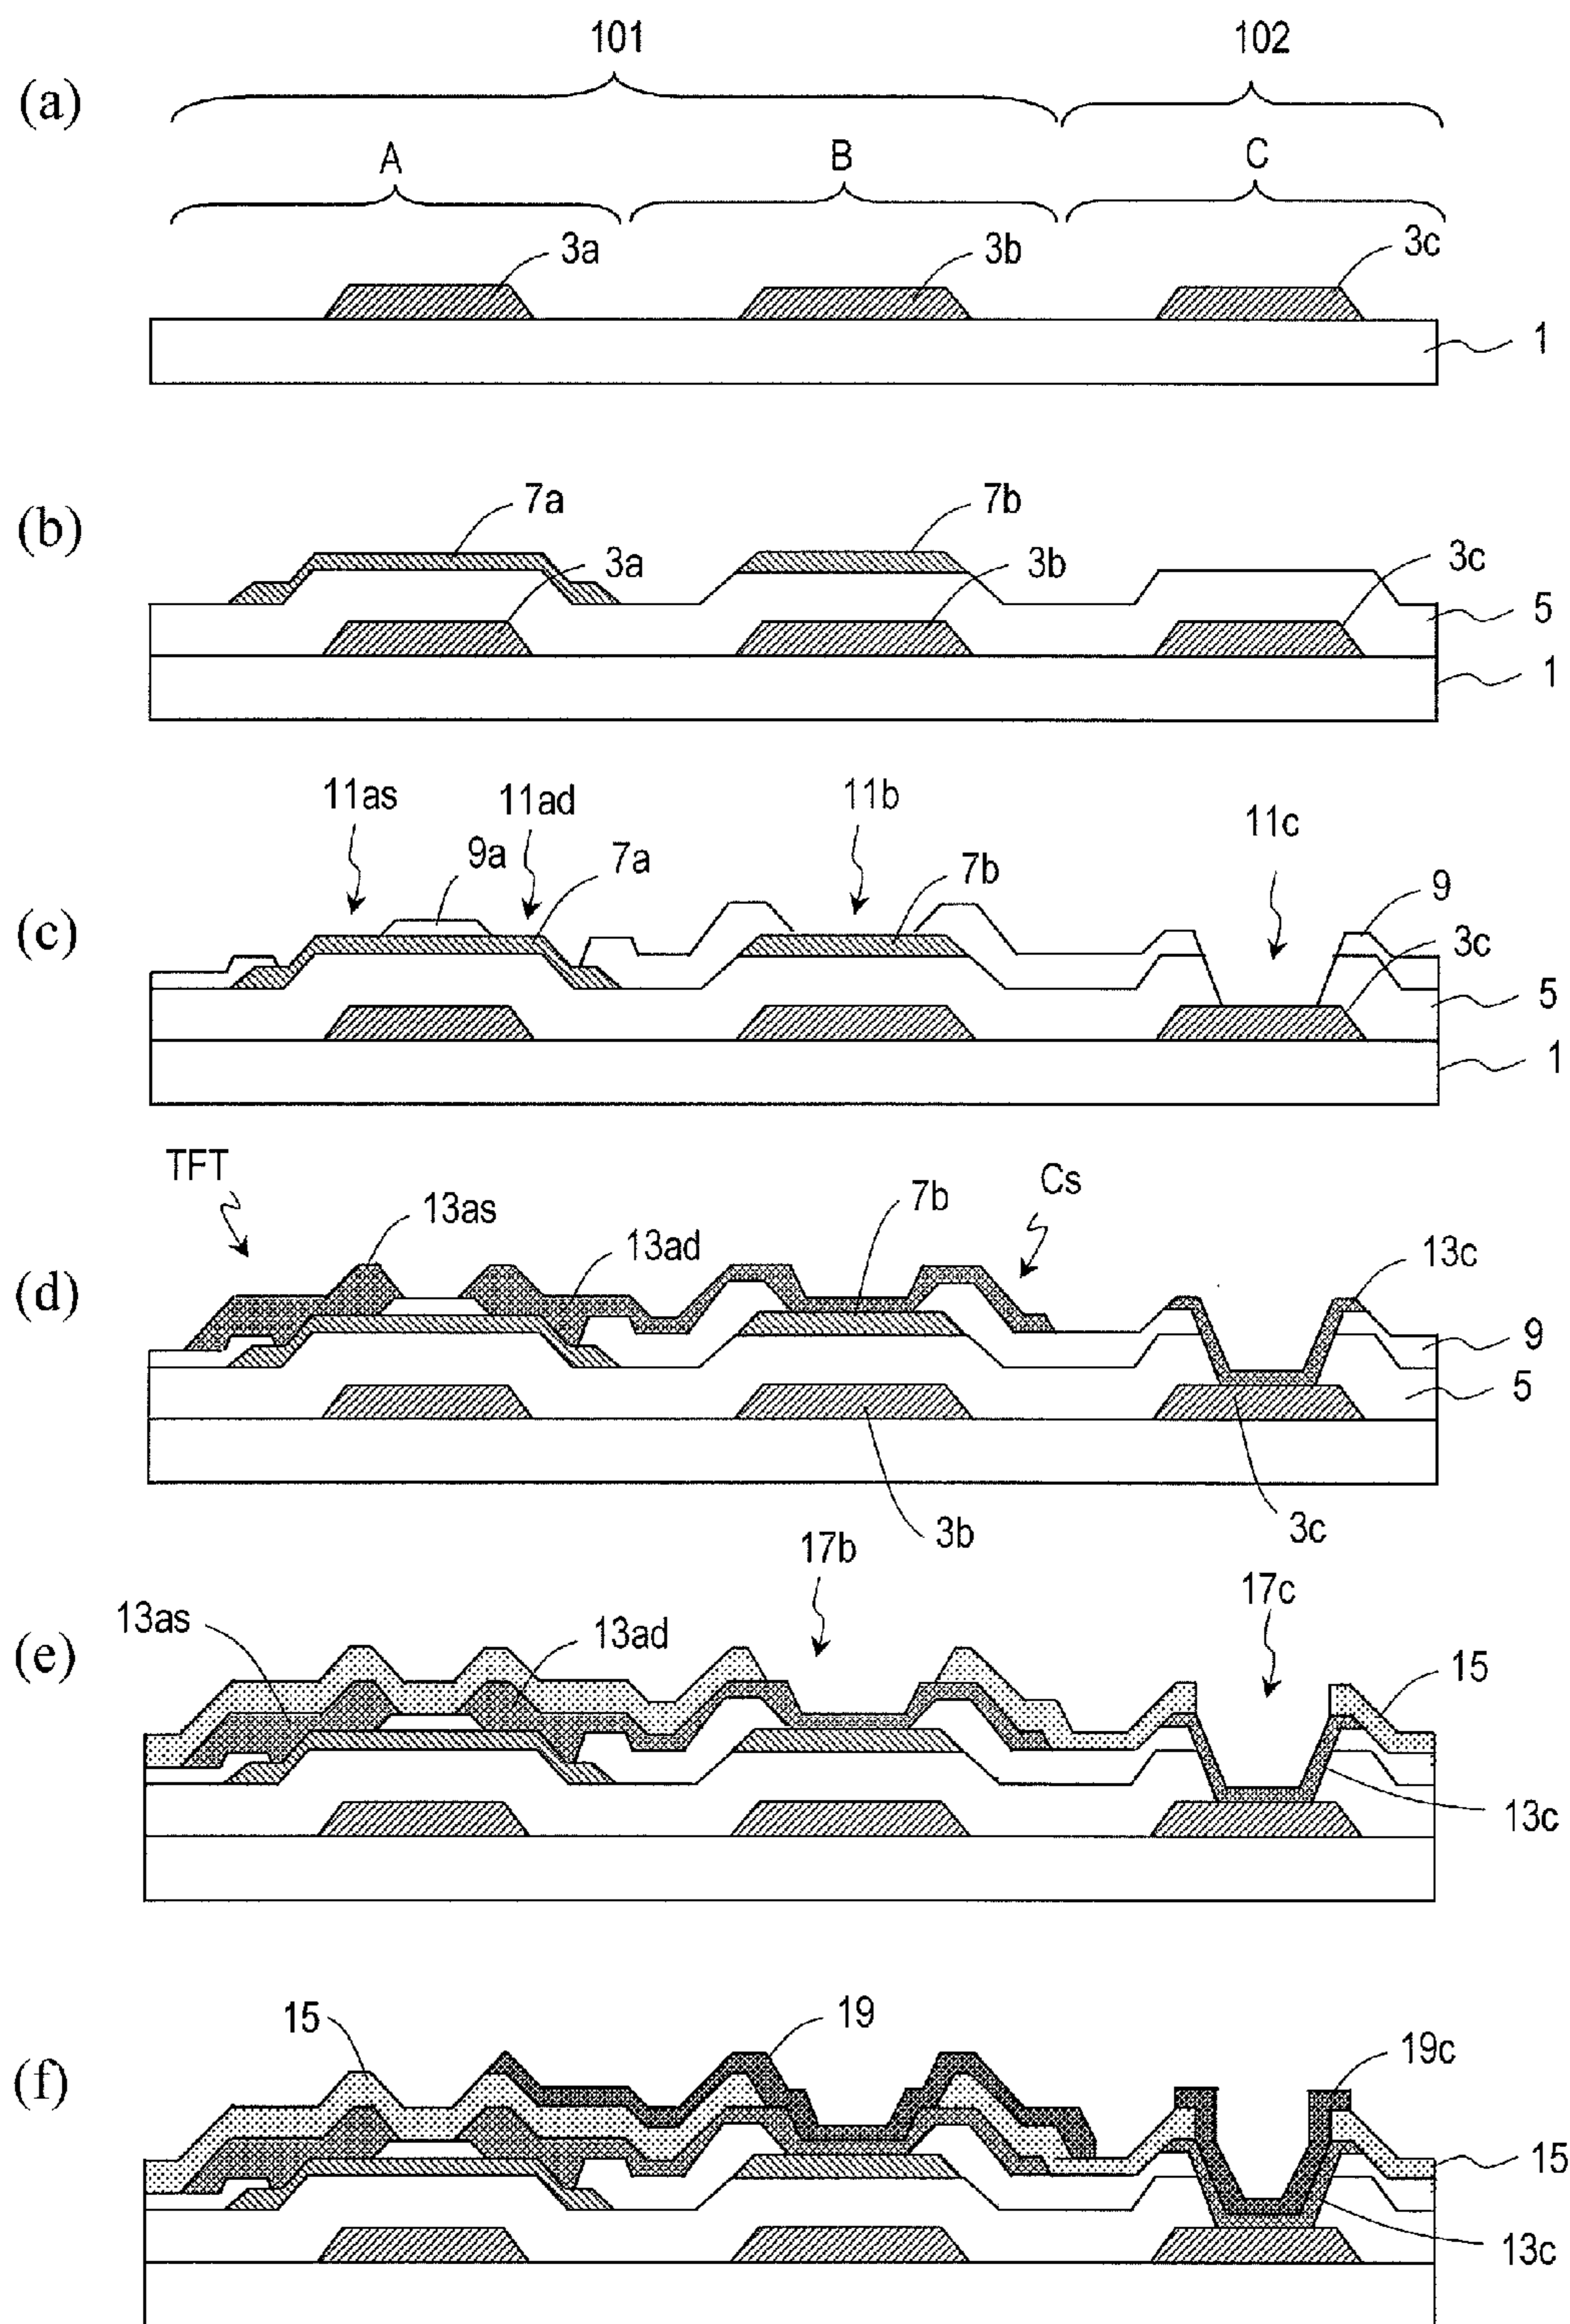 101 102
(a)
A B C
3a 3b 3c
1
(b)
7a 7b
3a 3b 3c
5
1
11as 11ad 11b 11c
9a 7a 7b 9
(c)
3c
5
1
TFT 13as 13ad 7b Cs 13c
(d)
9
5
3b 3c
17b 17c
13as 13ad
(e)
15
13c
15 19 19c
(f)
15
13c